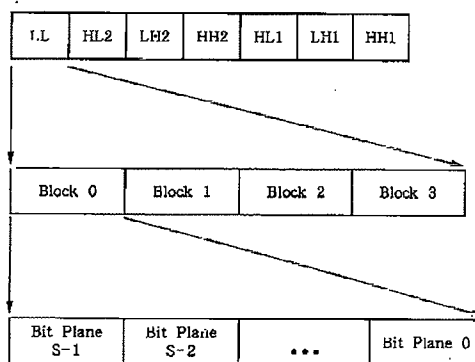 LL HL2 LH2 HH2 HL1 LH1 HH1
Block 0 Block 1 Block 2 Block 3
Bit Plane S-1 Bit Plane S-2 ••• Bit Plane 0